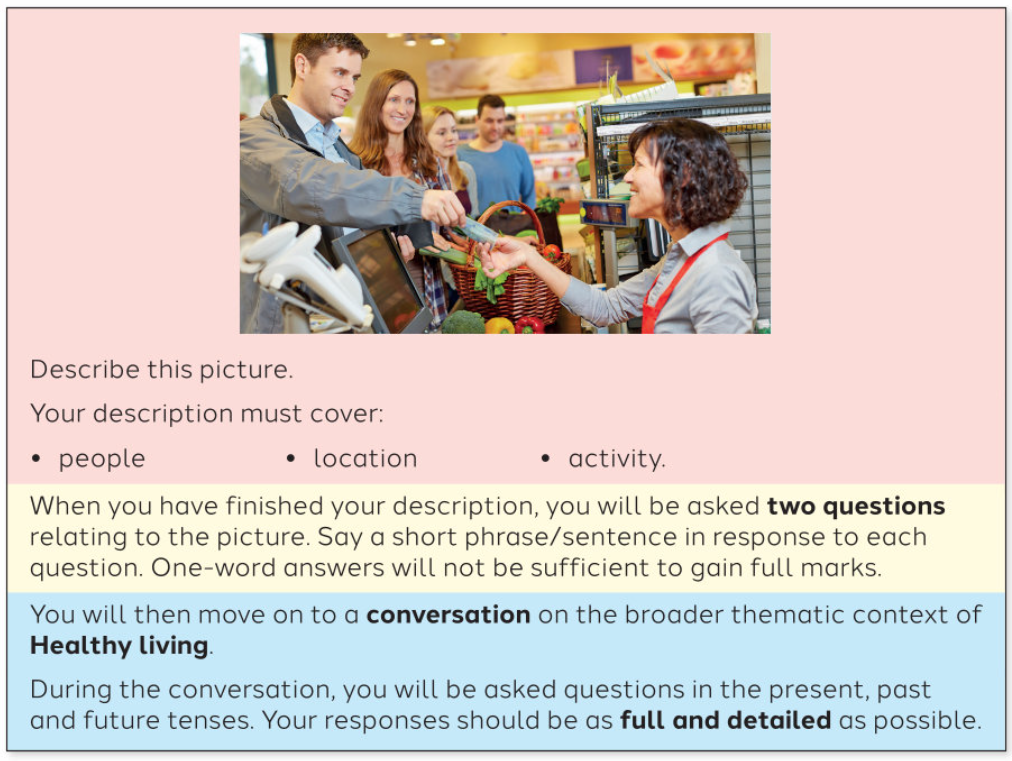 Describe this picture.
Your description must cover:
• people • location • activity.
When you have finished your description, you will be asked two questions
relating to the picture. Say a short phrase/sentence in response to each
question. One-word answers will not be sufficient to gain full marks.
You will then move on to a conversation on the broader thematic context of
Healthy living.
During the conversation, you will be asked questions in the present, past
and future tenses. Your responses should be as full and detailed as possible.